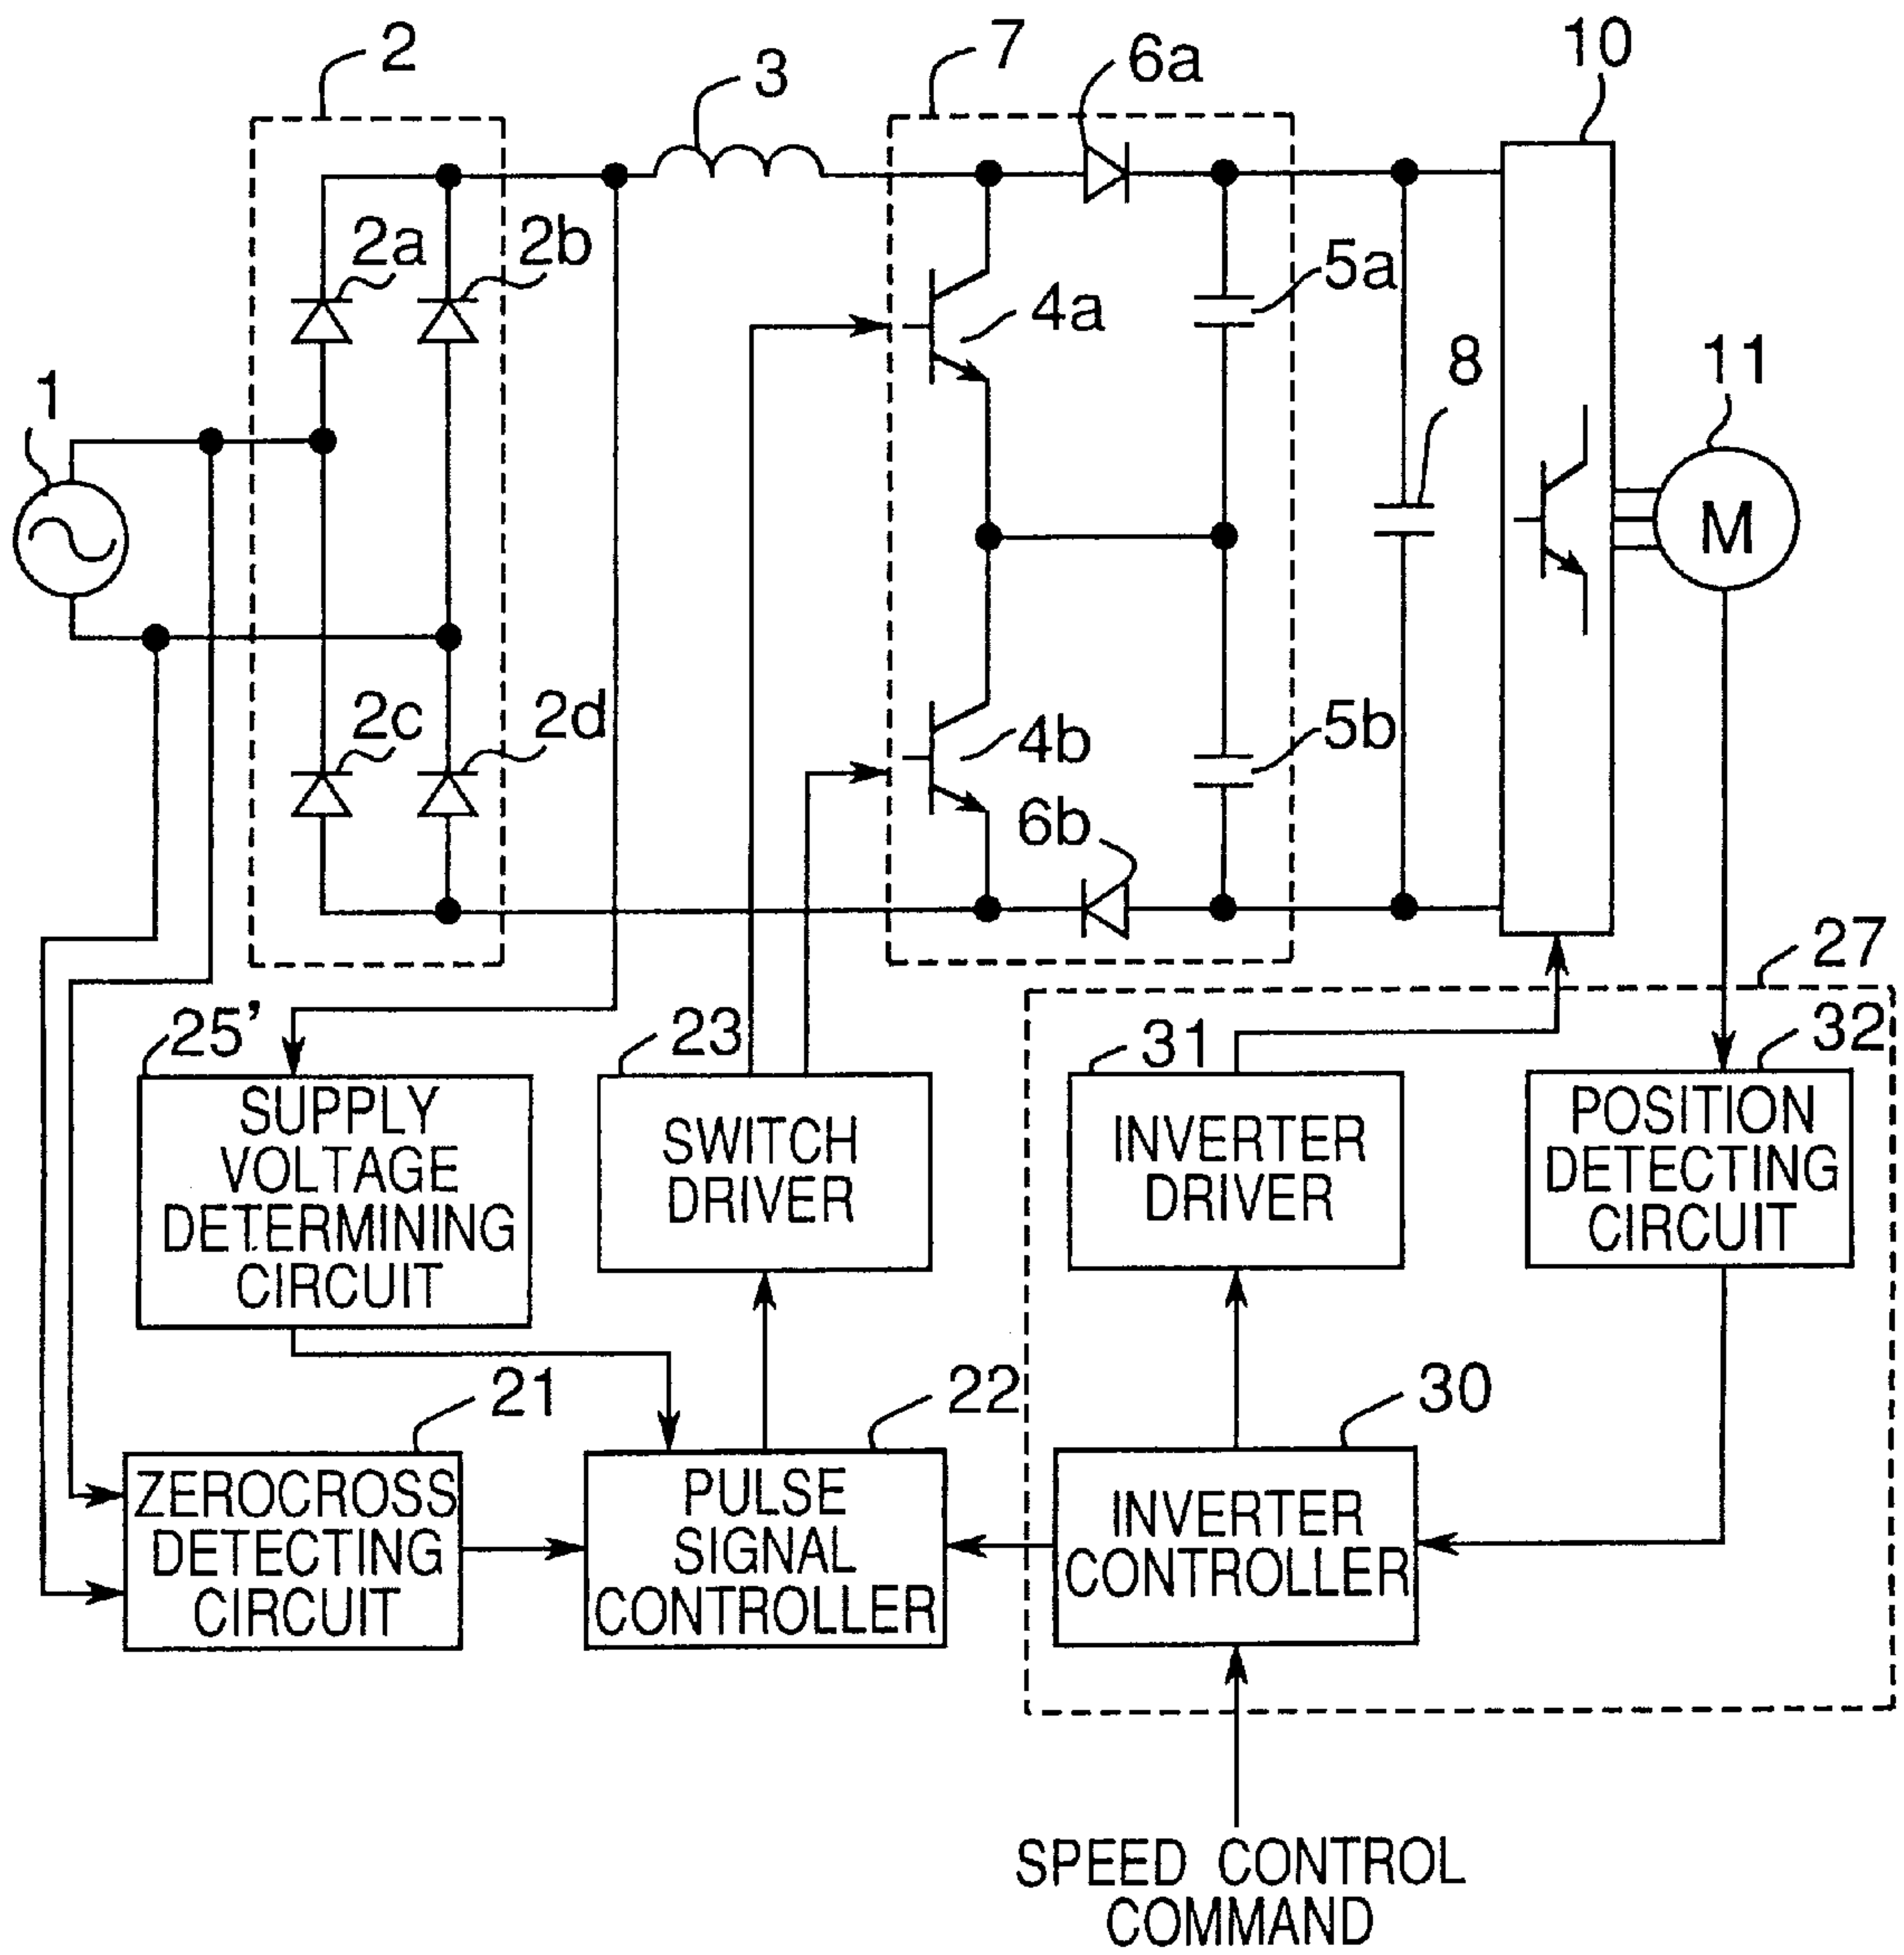 2
3
7
6a
10
2a
2b
4a
5a
8
11
1
M
2c
2d
4b
5b
6b
27
25’
23
31
32
SUPPLY
VOLTAGE
DETERMINING
CIRCUIT
SWITCH
DRIVER
INVERTER
DRIVER
POSITION
DETECTING
CIRCUIT
21
22
30
ZEROCROSS
DETECTING
CIRCUIT
PULSE
SIGNAL
CONTROLLER
INVERTER
CONTROLLER
SPEED CONTROL
COMMAND